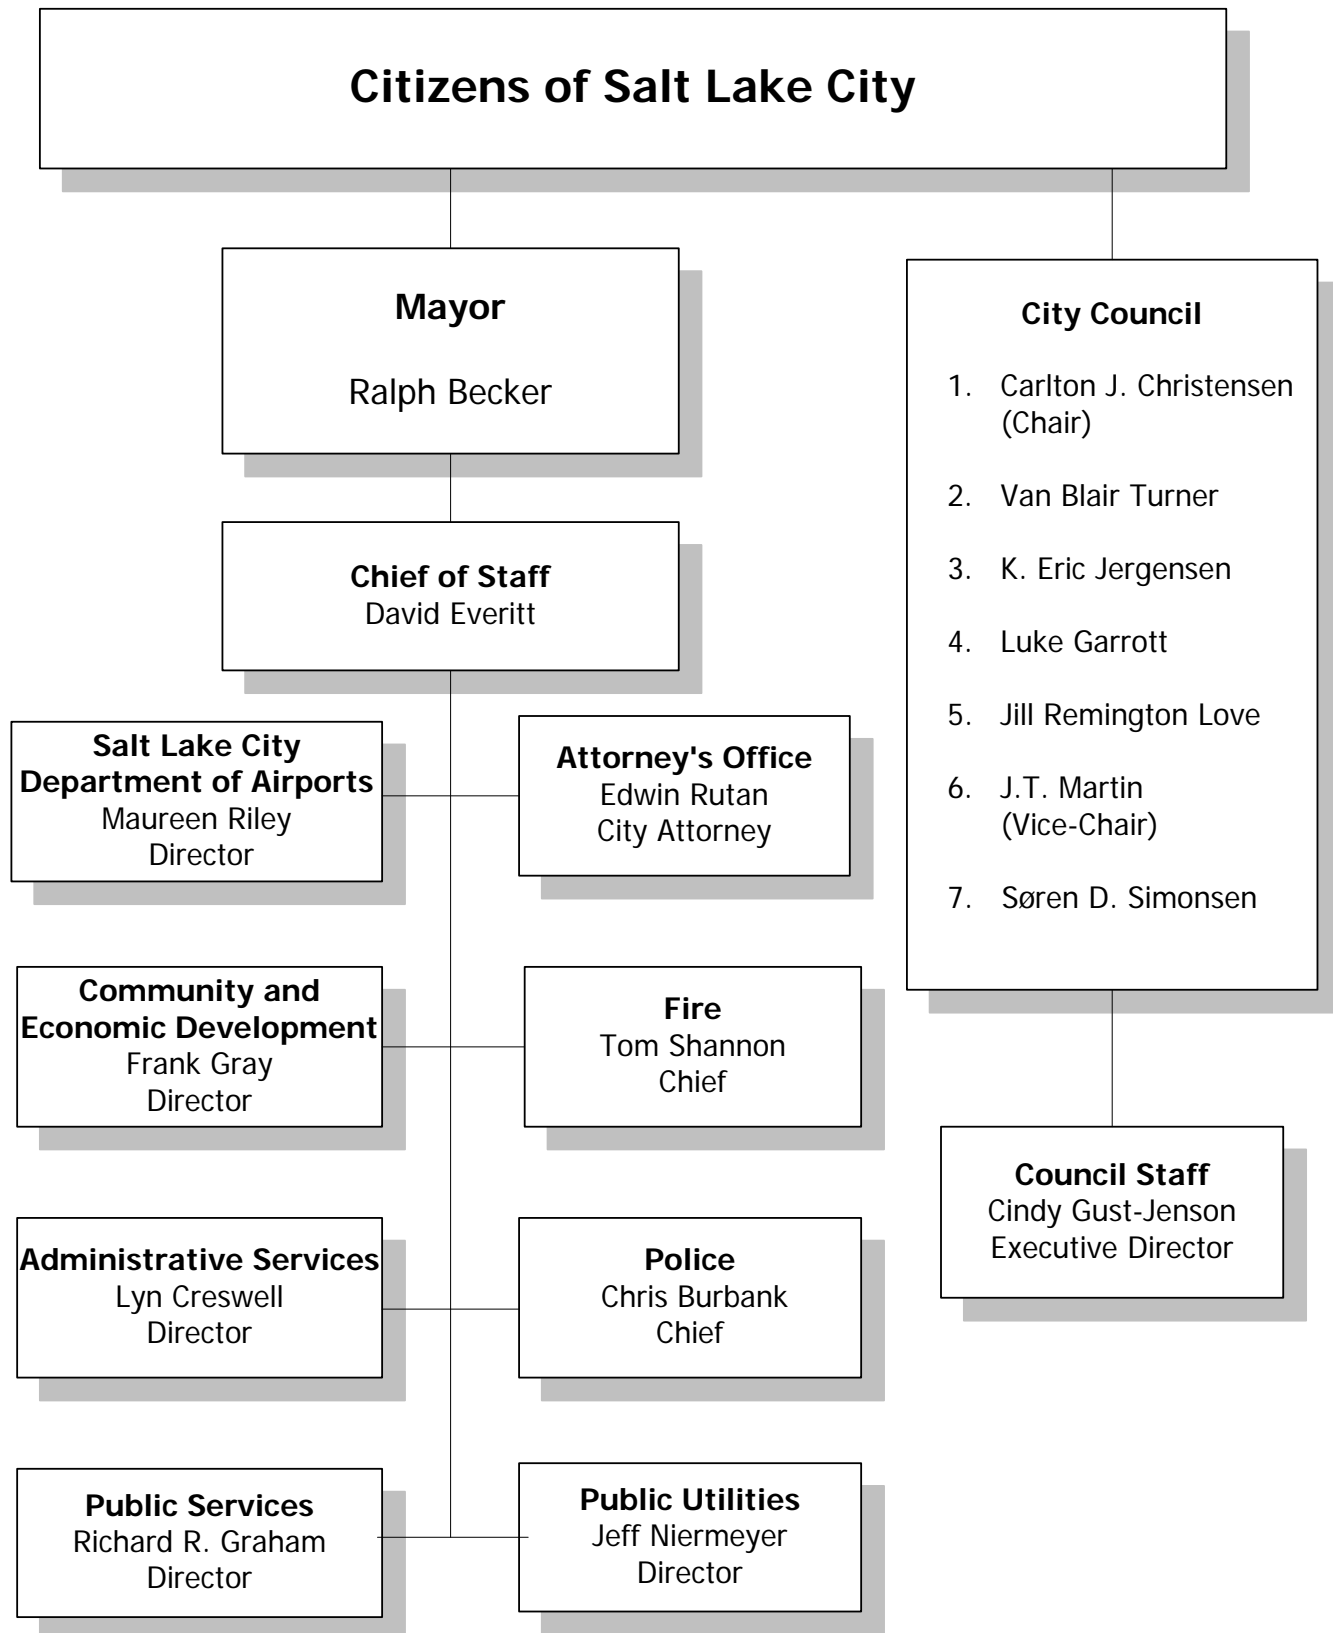 Citizens of Salt Lake City
Mayor
Ralph Becker
Chief of Staff
David Everitt
Salt Lake City
Department of Airports
Maureen Riley
Director
Attorney's Office
Edwin Rutan
City Attorney
Community and
Economic Development
Frank Gray
Director
Fire
Tom Shannon
Chief
Administrative Services
Lyn Creswell
Director
Police
Chris Burbank
Chief
Public Services
Richard R. Graham
Director
Public Utilities
Jeff Niermeyer
Director
City Council
1. Carlton J. Christensen
(Chair)
2. Van Blair Turner
3. K. Eric Jergensen
4. Luke Garrott
5. Jill Remington Love
6. J.T. Martin
(Vice-Chair)
7. Søren D. Simonsen
Council Staff
Cindy Gust-Jenson
Executive Director